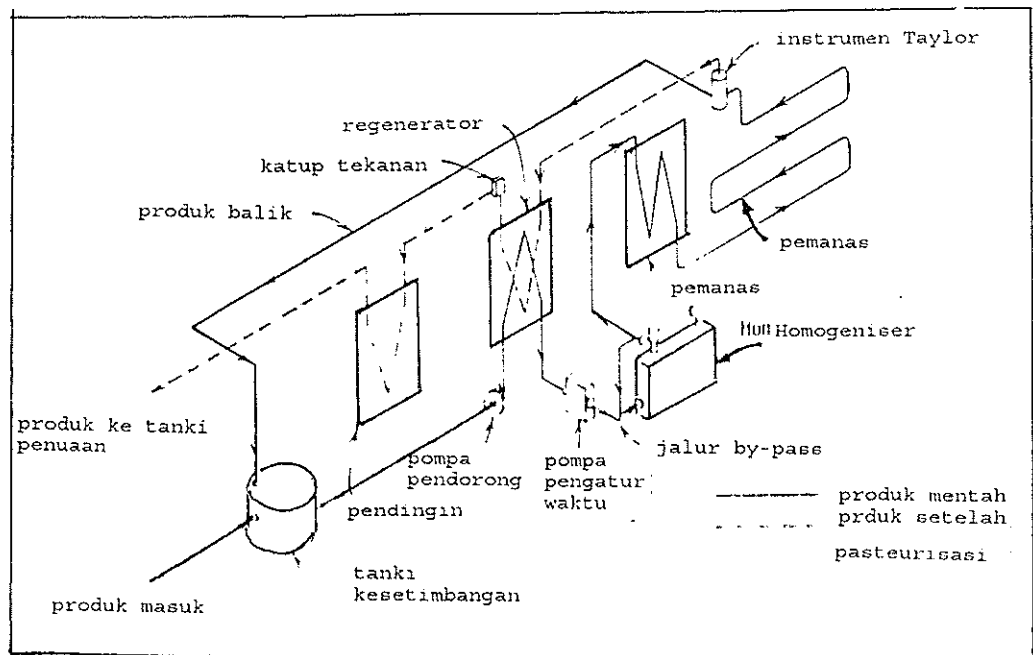 instrumen Taylor
regenerator
katup tekanan
produk balik
pemanas
pemanas
Homogeniser
produk ke tanki
penuaan
jalur by-pass
pompa
pendorong
pompa
pengatur
waktu
pendingin
produk mentah
prduk setelah
pasteurisasi
tanki
kesetimbangan
produk masuk